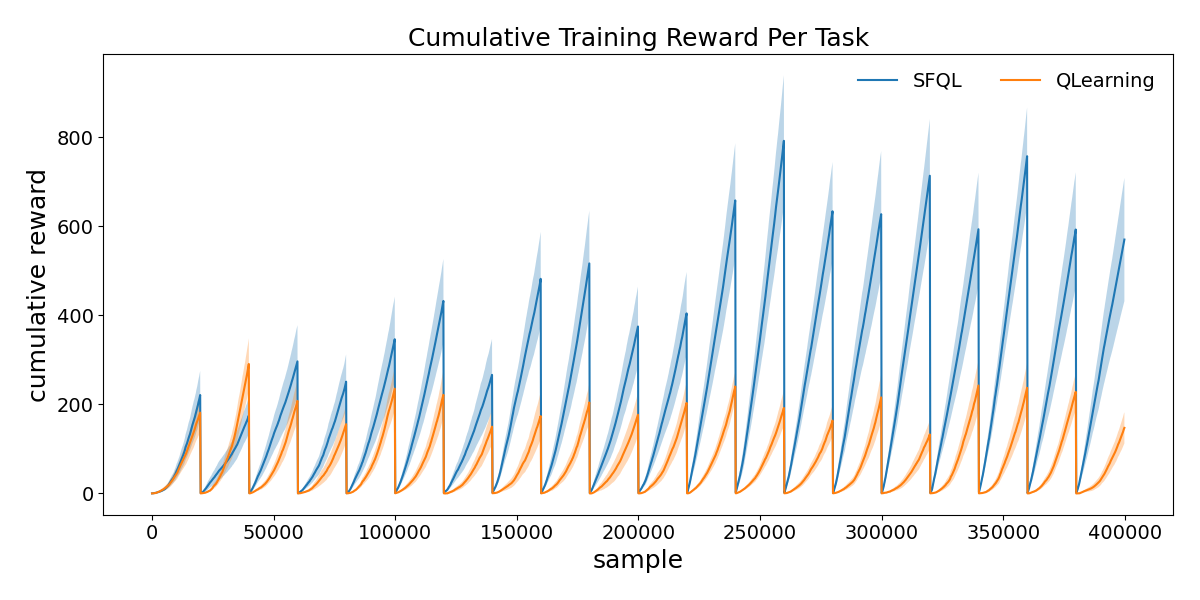 Cumulative Training Reward Per Task
SFQL
QLearning
cumulative reward
800
600
400
200
0
0
50000
100000
150000
200000
250000
300000
350000
400000
sample